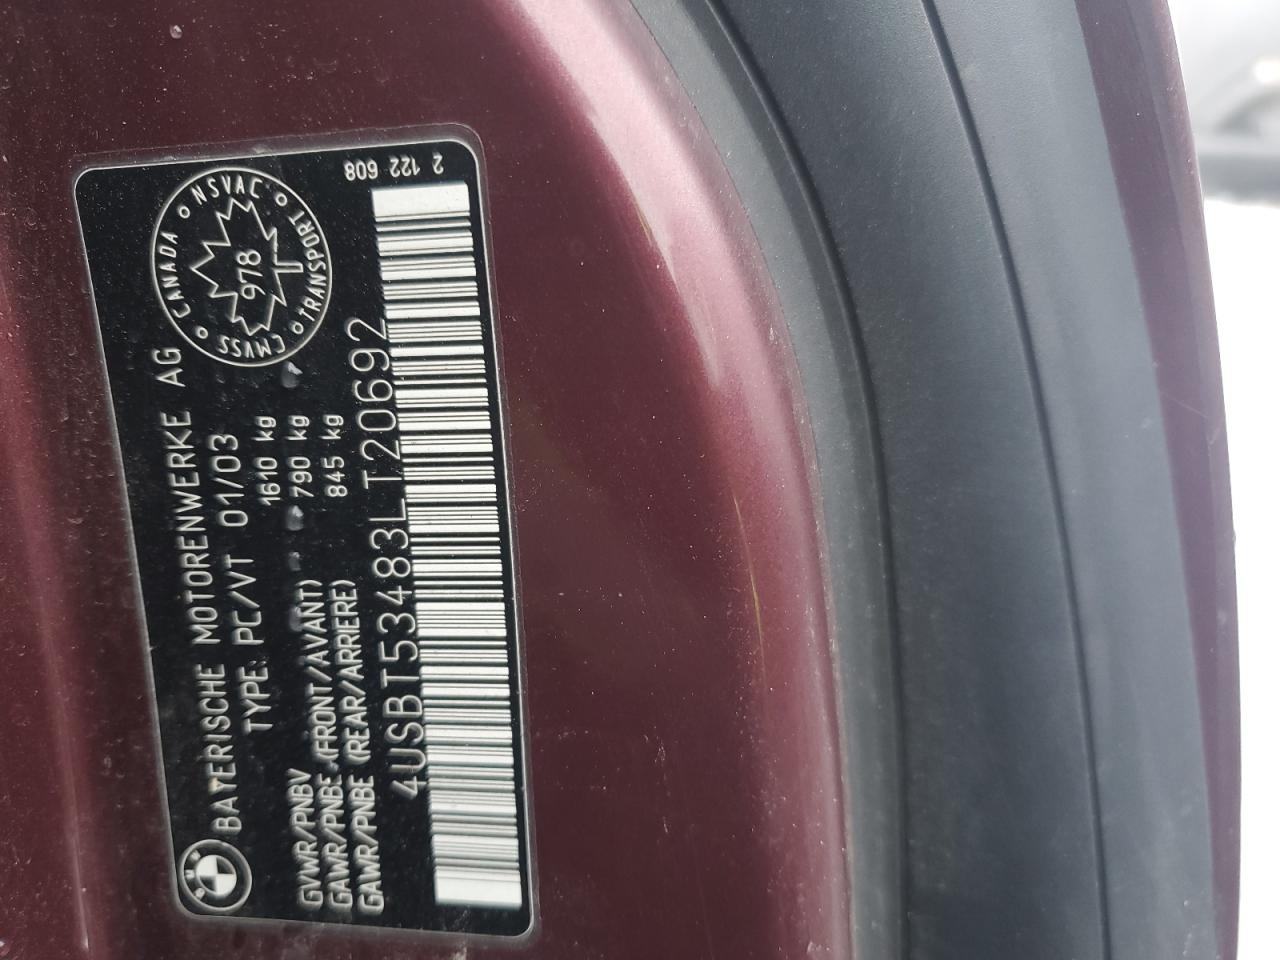 BAYERISCHE MOTORENWERKE AG
TYPE: PC/VT 01/03
GVWR/PNBV 1610 kg
GAWR/PNBE (FRONT/AVANT) 790 kg
GAWR/PNBE (REAR/ARRIERE) 845 kg
4USBT53483LT20692
CANADA NSVAC
978
CMVSS TRANSPORT
2 122 608